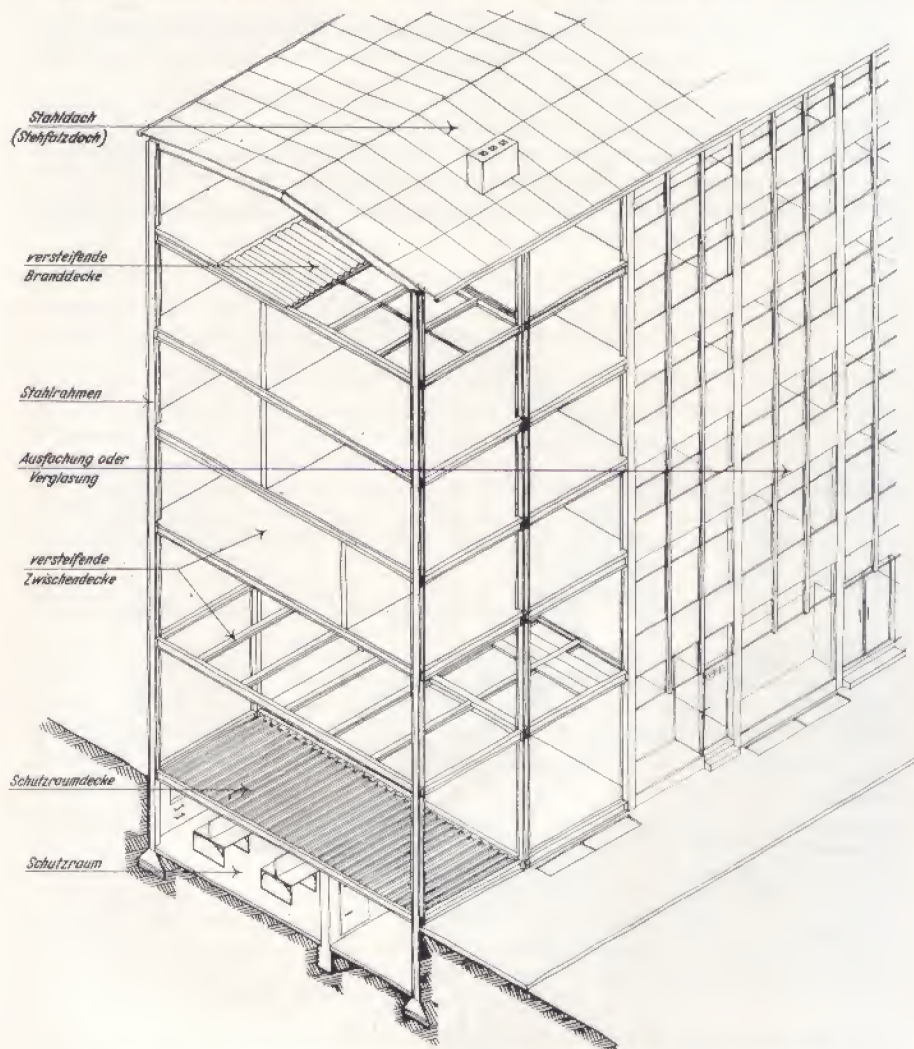 Stahldach
(Stehfalzdach)
versteifende
Branddecke
Stahlrahmen
Ausfachung oder
Verglasung
versteifende
Zwischendecke
Schutzraumdecke
Schutzraum